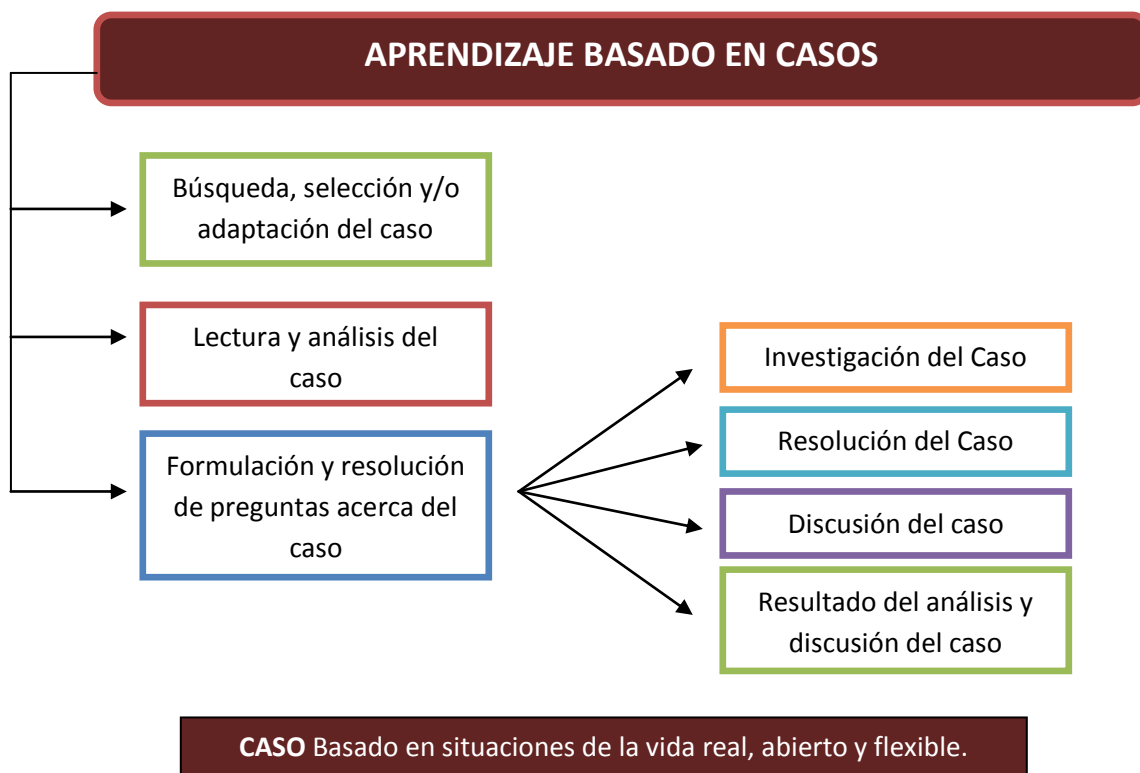 APRENDIZAJE BASADO EN CASOS
Búsqueda, selección y/o
adaptación del caso
Lectura y análisis del
caso
Formulación y resolución
de preguntas acerca del
caso
Investigación del Caso
Resolución del Caso
Discusión del caso
Resultado del análisis y
discusión del caso
CASO Basado en situaciones de la vida real, abierto y flexible.